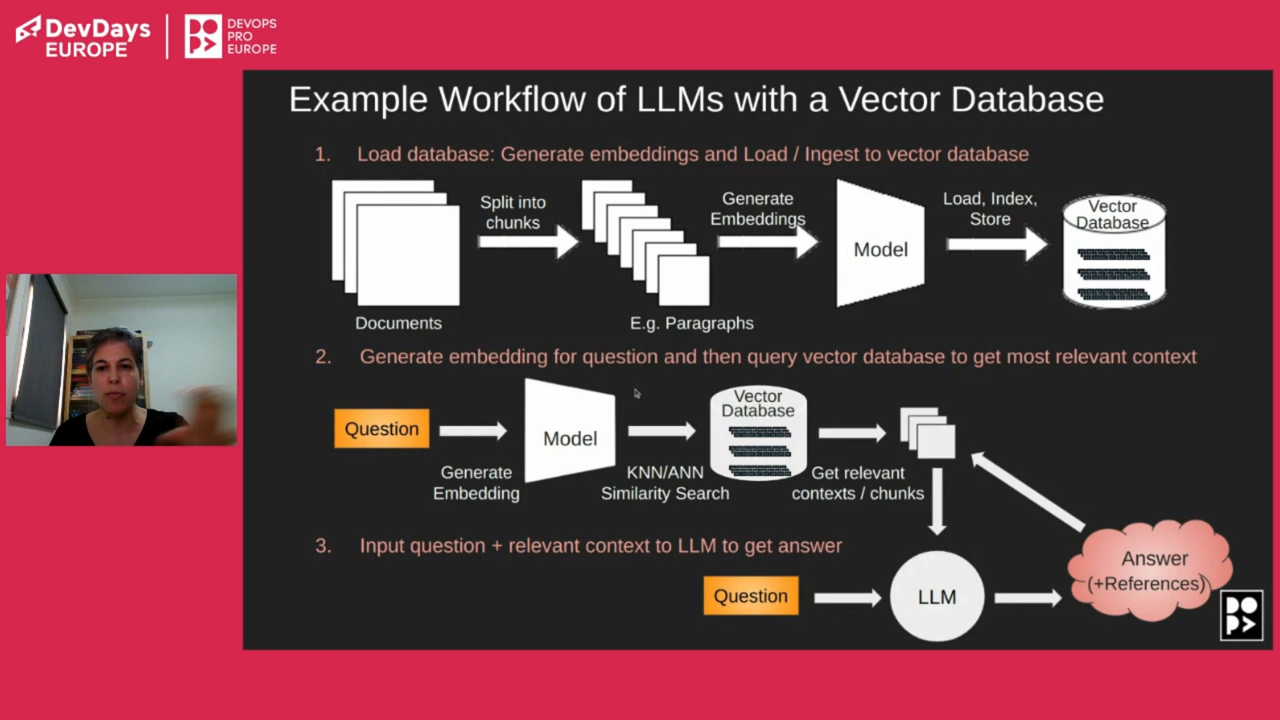 DevDays
EUROPE
DEVOPS
PRO
EUROPE
Example Workflow of LLMs with a Vector Database
1. Load database: Generate embeddings and Load / Ingest to vector database
Split into
chunks
Generate
Embeddings
Model
Load, Index,
Store
Vector
Database
Documents
E.g. Paragraphs
2. Generate embedding for question and then query vector database to get most relevant context
Question
Generate
Embedding
Model
KNN/ANN
Similarity Search
Vector
Database
Get relevant
contexts / chunks
3. Input question + relevant context to LLM to get answer
Question
LLM
Answer
(+References)